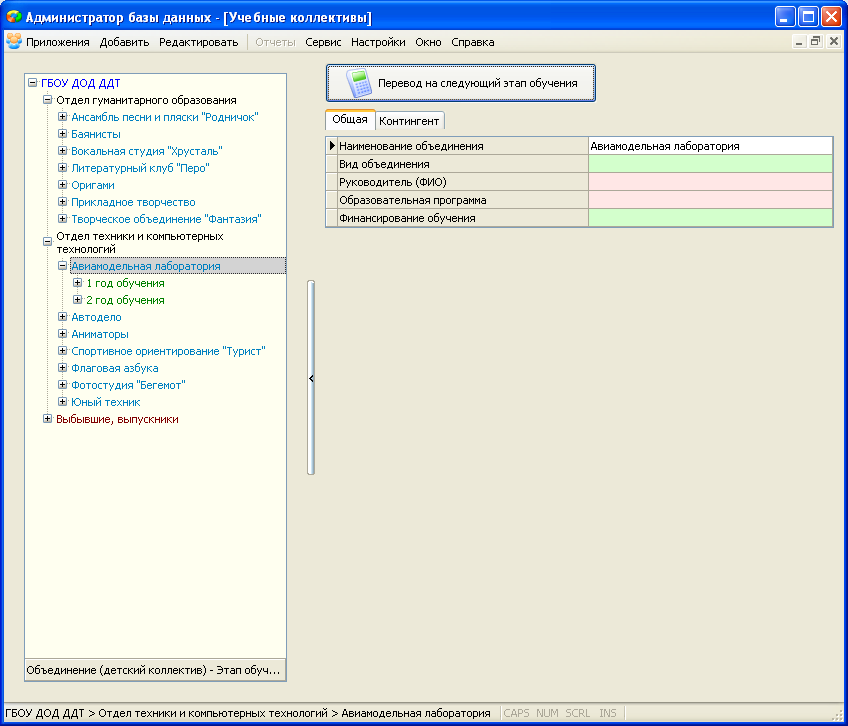 Администратор базы данных - [Учебные коллективы]
Приложения Добавить Редактировать Отчеты Сервис Настройки Окно Справка
ГБОУ ДОД ДДТ
Отдел гуманитарного образования
Ансамбль песни и пляски "Родничок"
Баянисты
Вокальная студия "Хрусталь"
Литературный клуб "Перо"
Оригами
Прикладное творчество
Творческое объединение "Фантазия"
Отдел техники и компьютерных
технологий
Авиамодельная лаборатория
1 год обучения
2 год обучения
Автодело
Аниматоры
Спортивное ориентирование "Турист"
Флаговая азбука
Фотостудия "Бегемот"
Юный техник
Выбывшие, выпускники
Объединение (детский коллектив) - Этап обуч...
Перевод на следующий этап обучения
Общая Контингент
Наименование объединения Авиамодельная лаборатория
Вид объединения
Руководитель (ФИО)
Образовательная программа
Финансирование обучения
ГБОУ ДОД ДДТ > Отдел техники и компьютерных технологий > Авиамодельная лаборатория CAPS NUM SCRL INS